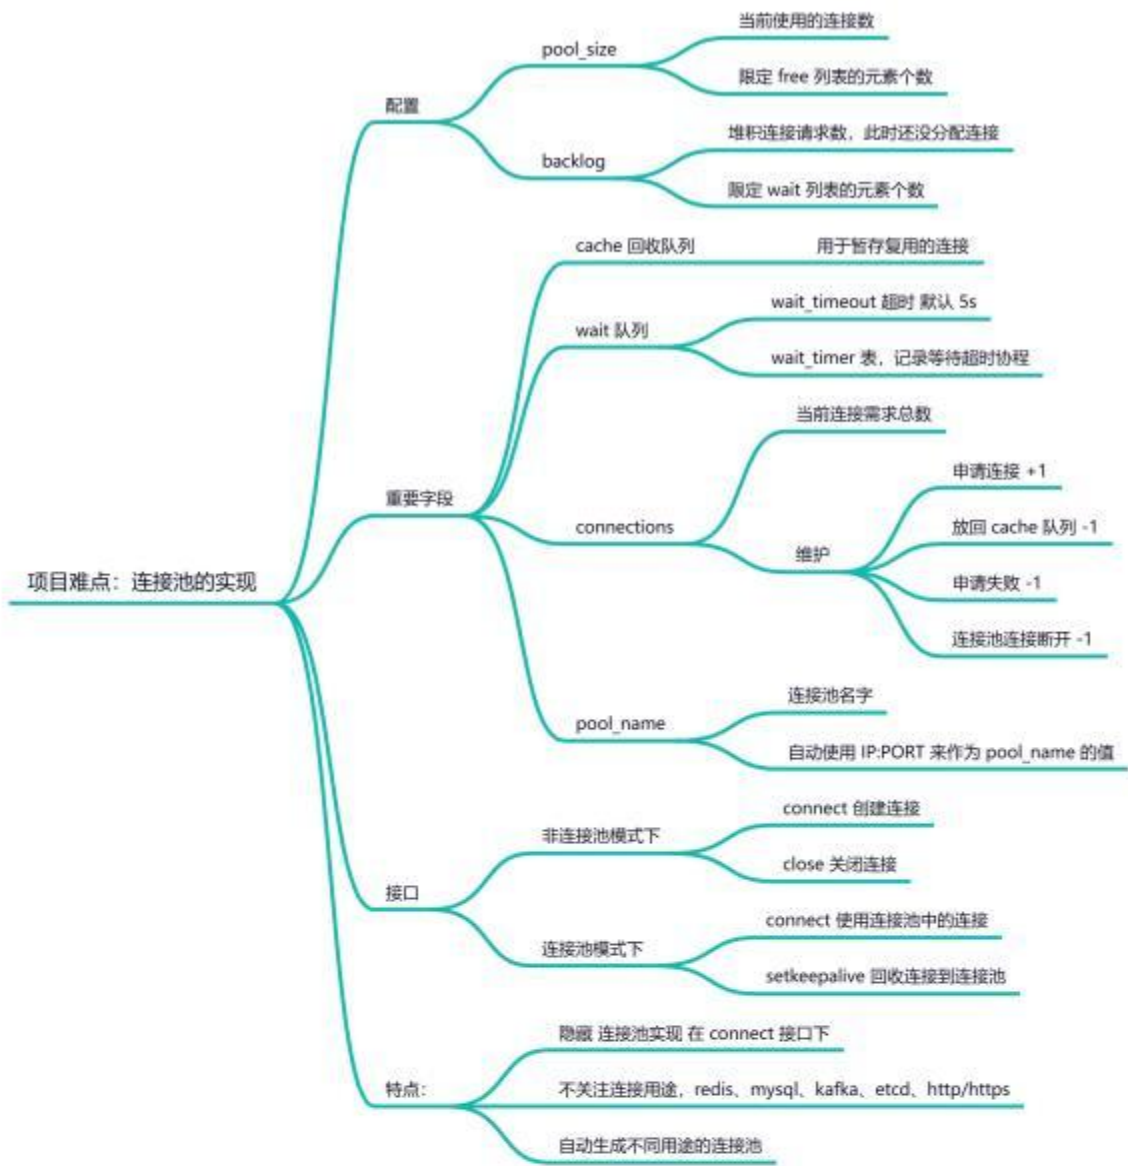 项目难点：连接池的实现
配置
pool_size
当前使用的连接数
限定 free 列表的元素个数
backlog
堆积连接请求数，此时还没分配连接
限定 wait 列表的元素个数
重要字段
cache 回收队列
用于暂存复用的连接
wait 队列
wait_timeout 超时 默认 5s
wait_timer 表，记录等待超时协程
connections
当前连接需求总数
维护
申请连接 +1
放回 cache 队列 -1
申请失败 -1
连接池连接断开 -1
pool_name
连接池名字
自动使用 IP:PORT 来作为 pool_name 的值
接口
非连接池模式下
connect 创建连接
close 关闭连接
连接池模式下
connect 使用连接池中的连接
setkeepalive 回收连接到连接池
特点：
隐藏 连接池实现 在 connect 接口下
不关注连接用途，redis、mysql、kafka、etcd、http/https
自动生成不同用途的连接池